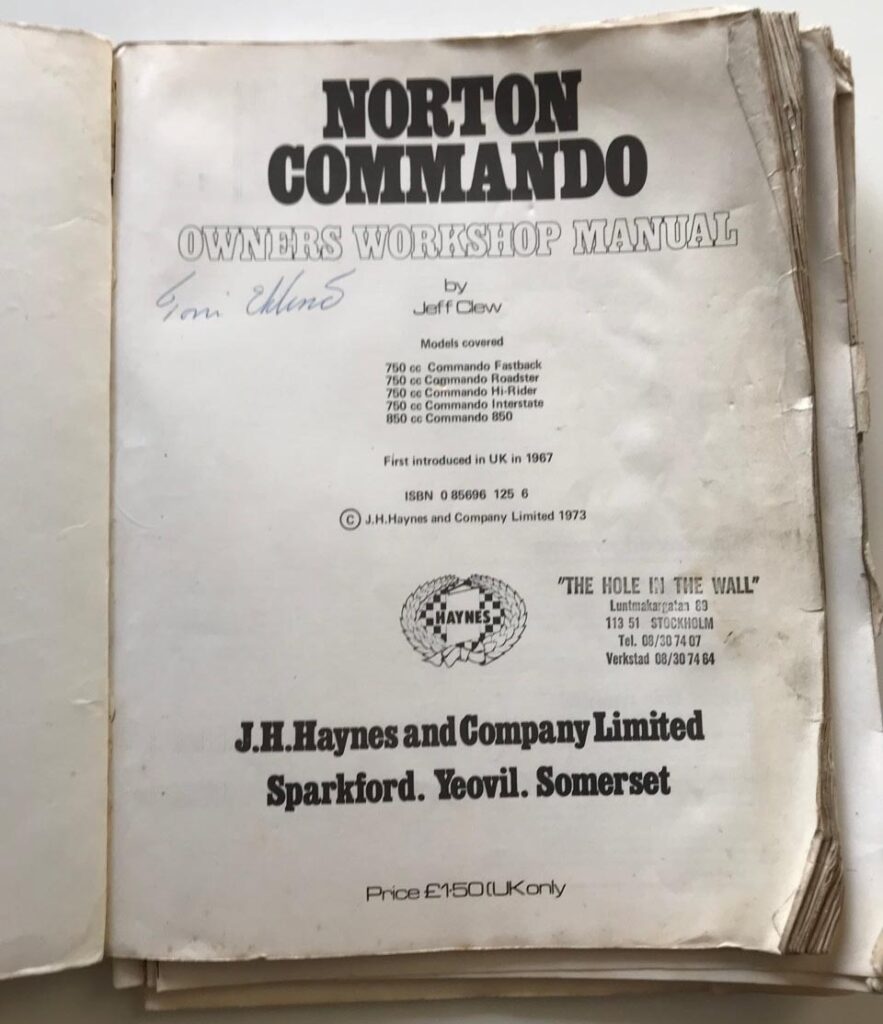 NORTON
COMMANDO
OWNERS WORKSHOP MANUAL
Toni Eklund
by
Jeff Clew
Models covered
750 cc Commando Fastback
750 cc Commando Roadster
750 cc Commando Hi-Rider
750 cc Commando Interstate
850 cc Commando 850
First introduced in UK in 1967
ISBN 0 85696 125 6
© J.H.Haynes and Company Limited 1973
HAYNES
"THE HOLE IN THE WALL"
Luntmakargatan 89
113 51 STOCKHOLM
Tel. 08/30 74 07
Verkstad 08/30 74 64
J.H.Haynes and Company Limited
Sparkford. Yeovil. Somerset
Price £1·50 (UK only